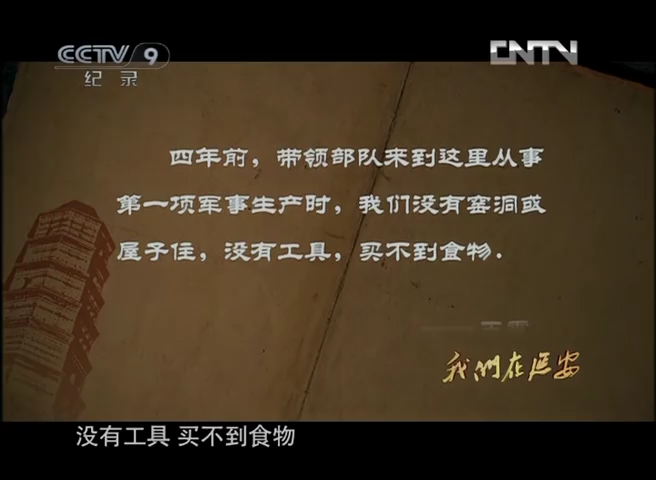 CCTV 9
纪录
CNTV
四年前，带领部队来到这里从事
第一项军事生产时，我们没有窑洞或
屋子住，没有工具，买不到食物．
我們在延安
没有工具 买不到食物